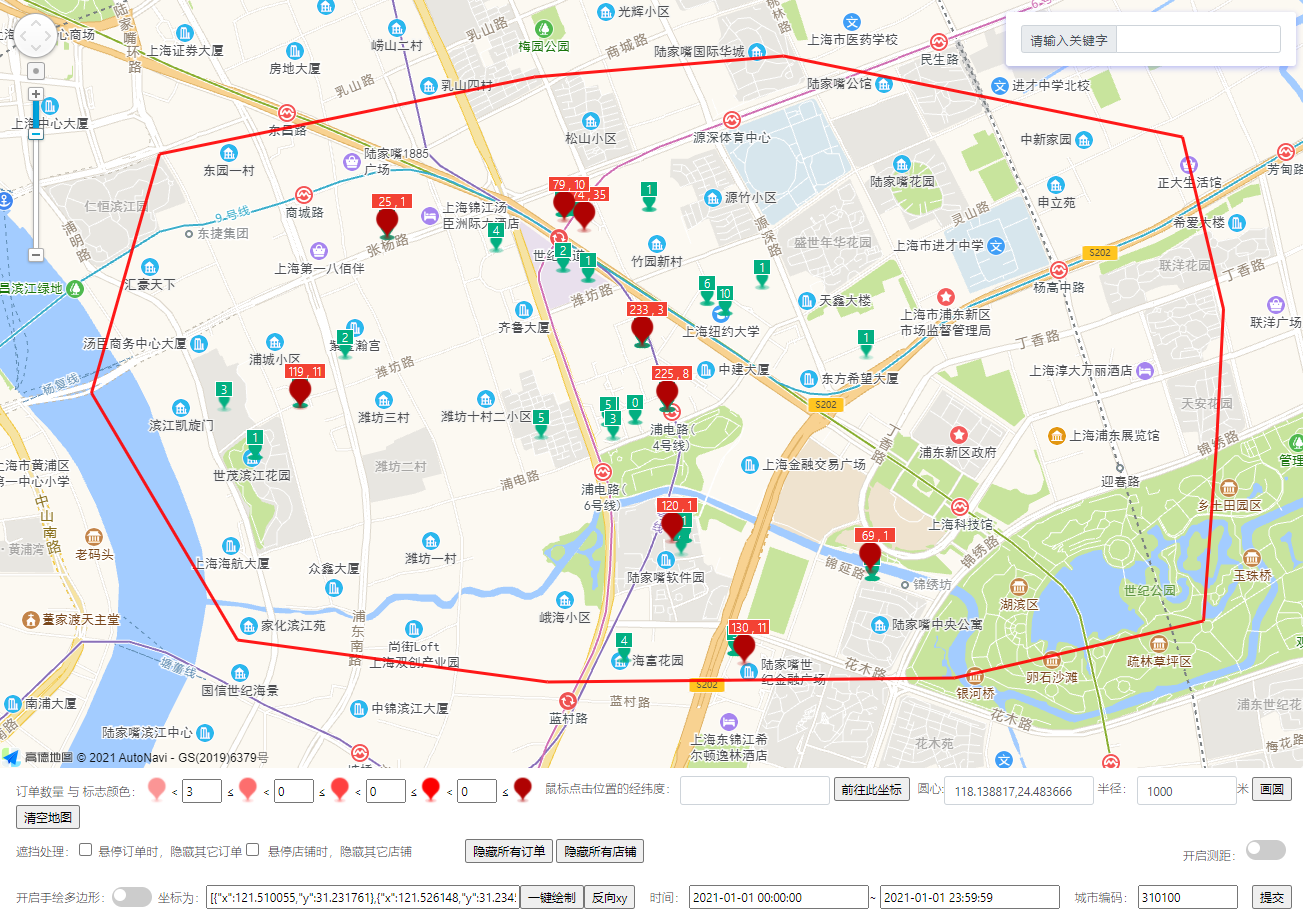 光辉小区
上海市医药学校
请输入关键字
陆家嘴环路
上海证券大厦
崂山二村
乳山路
梅园公园
商城路
陆家嘴国际华城
民生路
房地大厦
乳山路
乳山四村
陆家嘴公馆
进才中学北校
上海中心大厦
东昌路
松山小区
源深体育中心
中新家园
芳甸路
东园一村
陆家嘴1885
广场
79 , 10
74 , 35
1
陆家嘴花园
正大生活馆
仁恒滨江园
商城路
25 , 1
上海锦江汤
臣洲际大酒店
源竹小区
申立苑
浦明路
9号线
东捷集团
张杨路
4
源深路
灵山路
希爱大楼
上海第一八佰伴
2
1
竹园新村
盛世年华花园
上海市进才中学
S202
汇豪天下
1
联洋花园
丁香路
昌滨江绿地
潍坊路
6
10
杨高中路
齐鲁大厦
233 , 3
天鑫大楼
上海市浦东新区
市场监督管理局
联洋广场
汤臣商务中心大厦
2
上海纽约大学
1
丁香路
浦城小区
119 , 11
潍坊路
225 , 8
中建大厦
东方希望大厦
上海淳大万丽酒店
杨复线
3
5
0
S202
天安花园
滨江凯旋门
潍坊三村
潍坊十村二小区
5
3
浦电路(
4号线)
丁香路
浦东新区政府
上海浦东展览馆
锦绣路
1
世茂滨江花园
潍坊二村
浦电路
浦电路(
6号线)
上海金融交易广场
迎春路
上海市黄浦区
第一中心小学
管理
中山南路
120 , 1
1
上海科技馆
乡土田园区
老码头
黄浦湾
上海海航大厦
众鑫大厦
潍坊一村
69 , 1
锦延路
锦绣路
陆家嘴软件园
锦绣坊
湖滨区
世纪公园
玉珠桥
董家渡天主堂
家化滨江苑
浦东南路
尚街Loft
上海双创产业园
峨海小区
4
海富花园
130 , 11
陆家嘴中央公寓
疏林草坪区
塘董线
国信世纪海景
陆家嘴世
纪金融广场
花木路
银河桥
卵石沙滩
S202
南浦大厦
中锦滨江大厦
蓝村路
蓝村路
花木路
浦东世纪花
陆家嘴滨江中心
上海东锦江希
尔顿逸林酒店
花木苑
梅花路
高德地图 © 2021 AutoNavi - GS(2019)6379号
订单数量 与 标志颜色： < 3 ≤ < 0 ≤ < 0 ≤ < 0 ≤ 鼠标点击位置的经纬度： 前往此坐标 圆心: 118.138817,24.483666 半径： 1000 米 画圆
清空地图
遮挡处理： 悬停订单时，隐藏其它订单 悬停店铺时，隐藏其它店铺 隐藏所有订单 隐藏所有店铺 开启测距：
开启手绘多边形： 坐标为： [{"x":121.510055,"y":31.231761},{"x":121.526148,"y":31.2345 一键绘制 反向xy 时间： 2021-01-01 00:00:00 ~ 2021-01-01 23:59:59 城市编码： 310100 提交